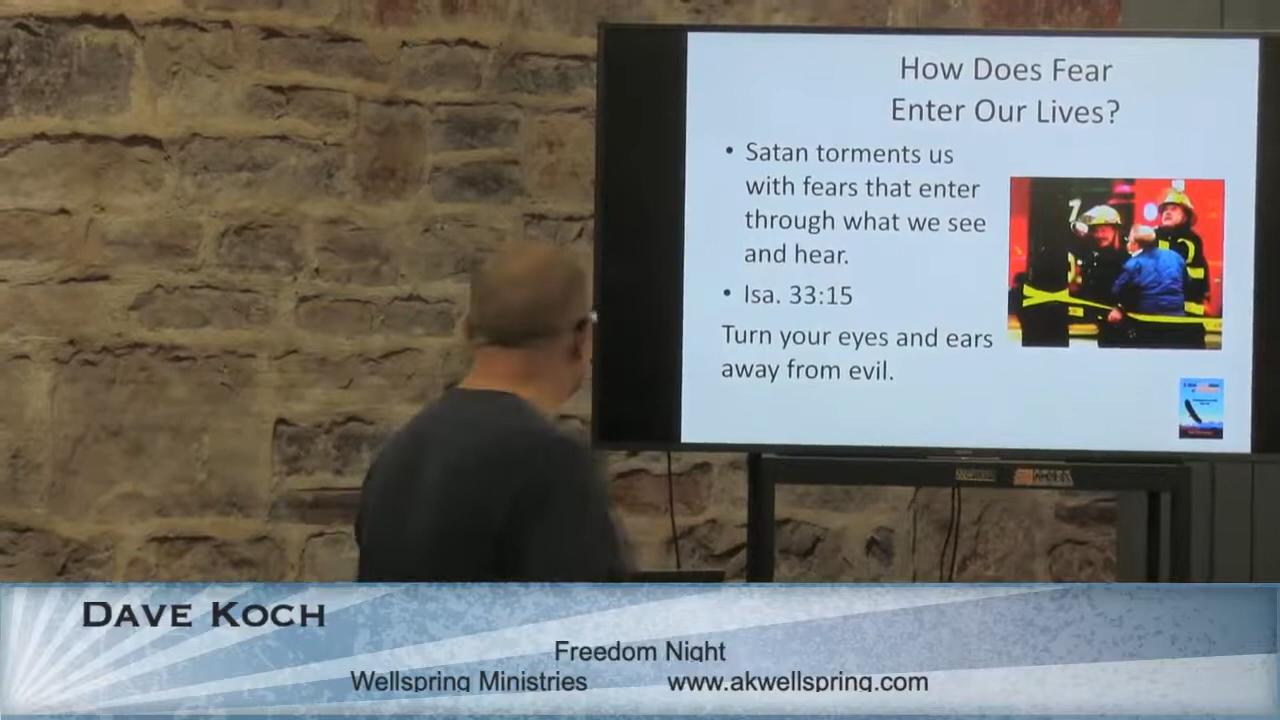 How Does Fear
Enter Our Lives?
• Satan torments us
with fears that enter
through what we see
and hear.
• Isa. 33:15
Turn your eyes and ears
away from evil.
DAVE KOCH
Freedom Night
Wellspring Ministries www.akwellspring.com